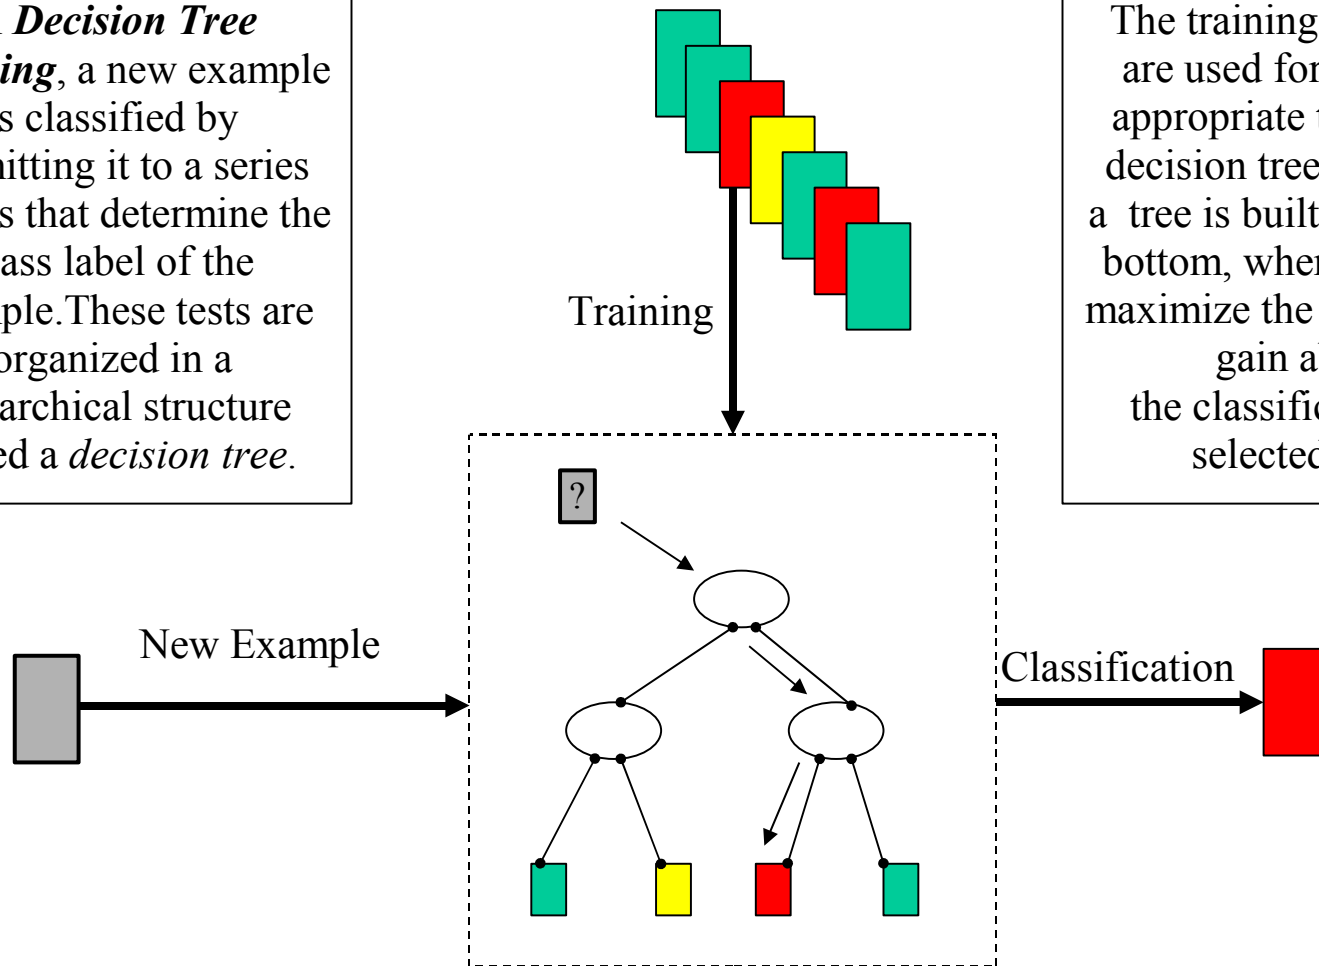 Decision Tree
ing, a new example
s classified by
itting it to a series
s that determine the
ass label of the
ple.These tests are
organized in a
archical structure
ed a decision tree.
The training
are used for
appropriate
decision tree
a tree is built
bottom, wher
maximize the
gain a
the classific
selected
Training
?
New Example
Classification